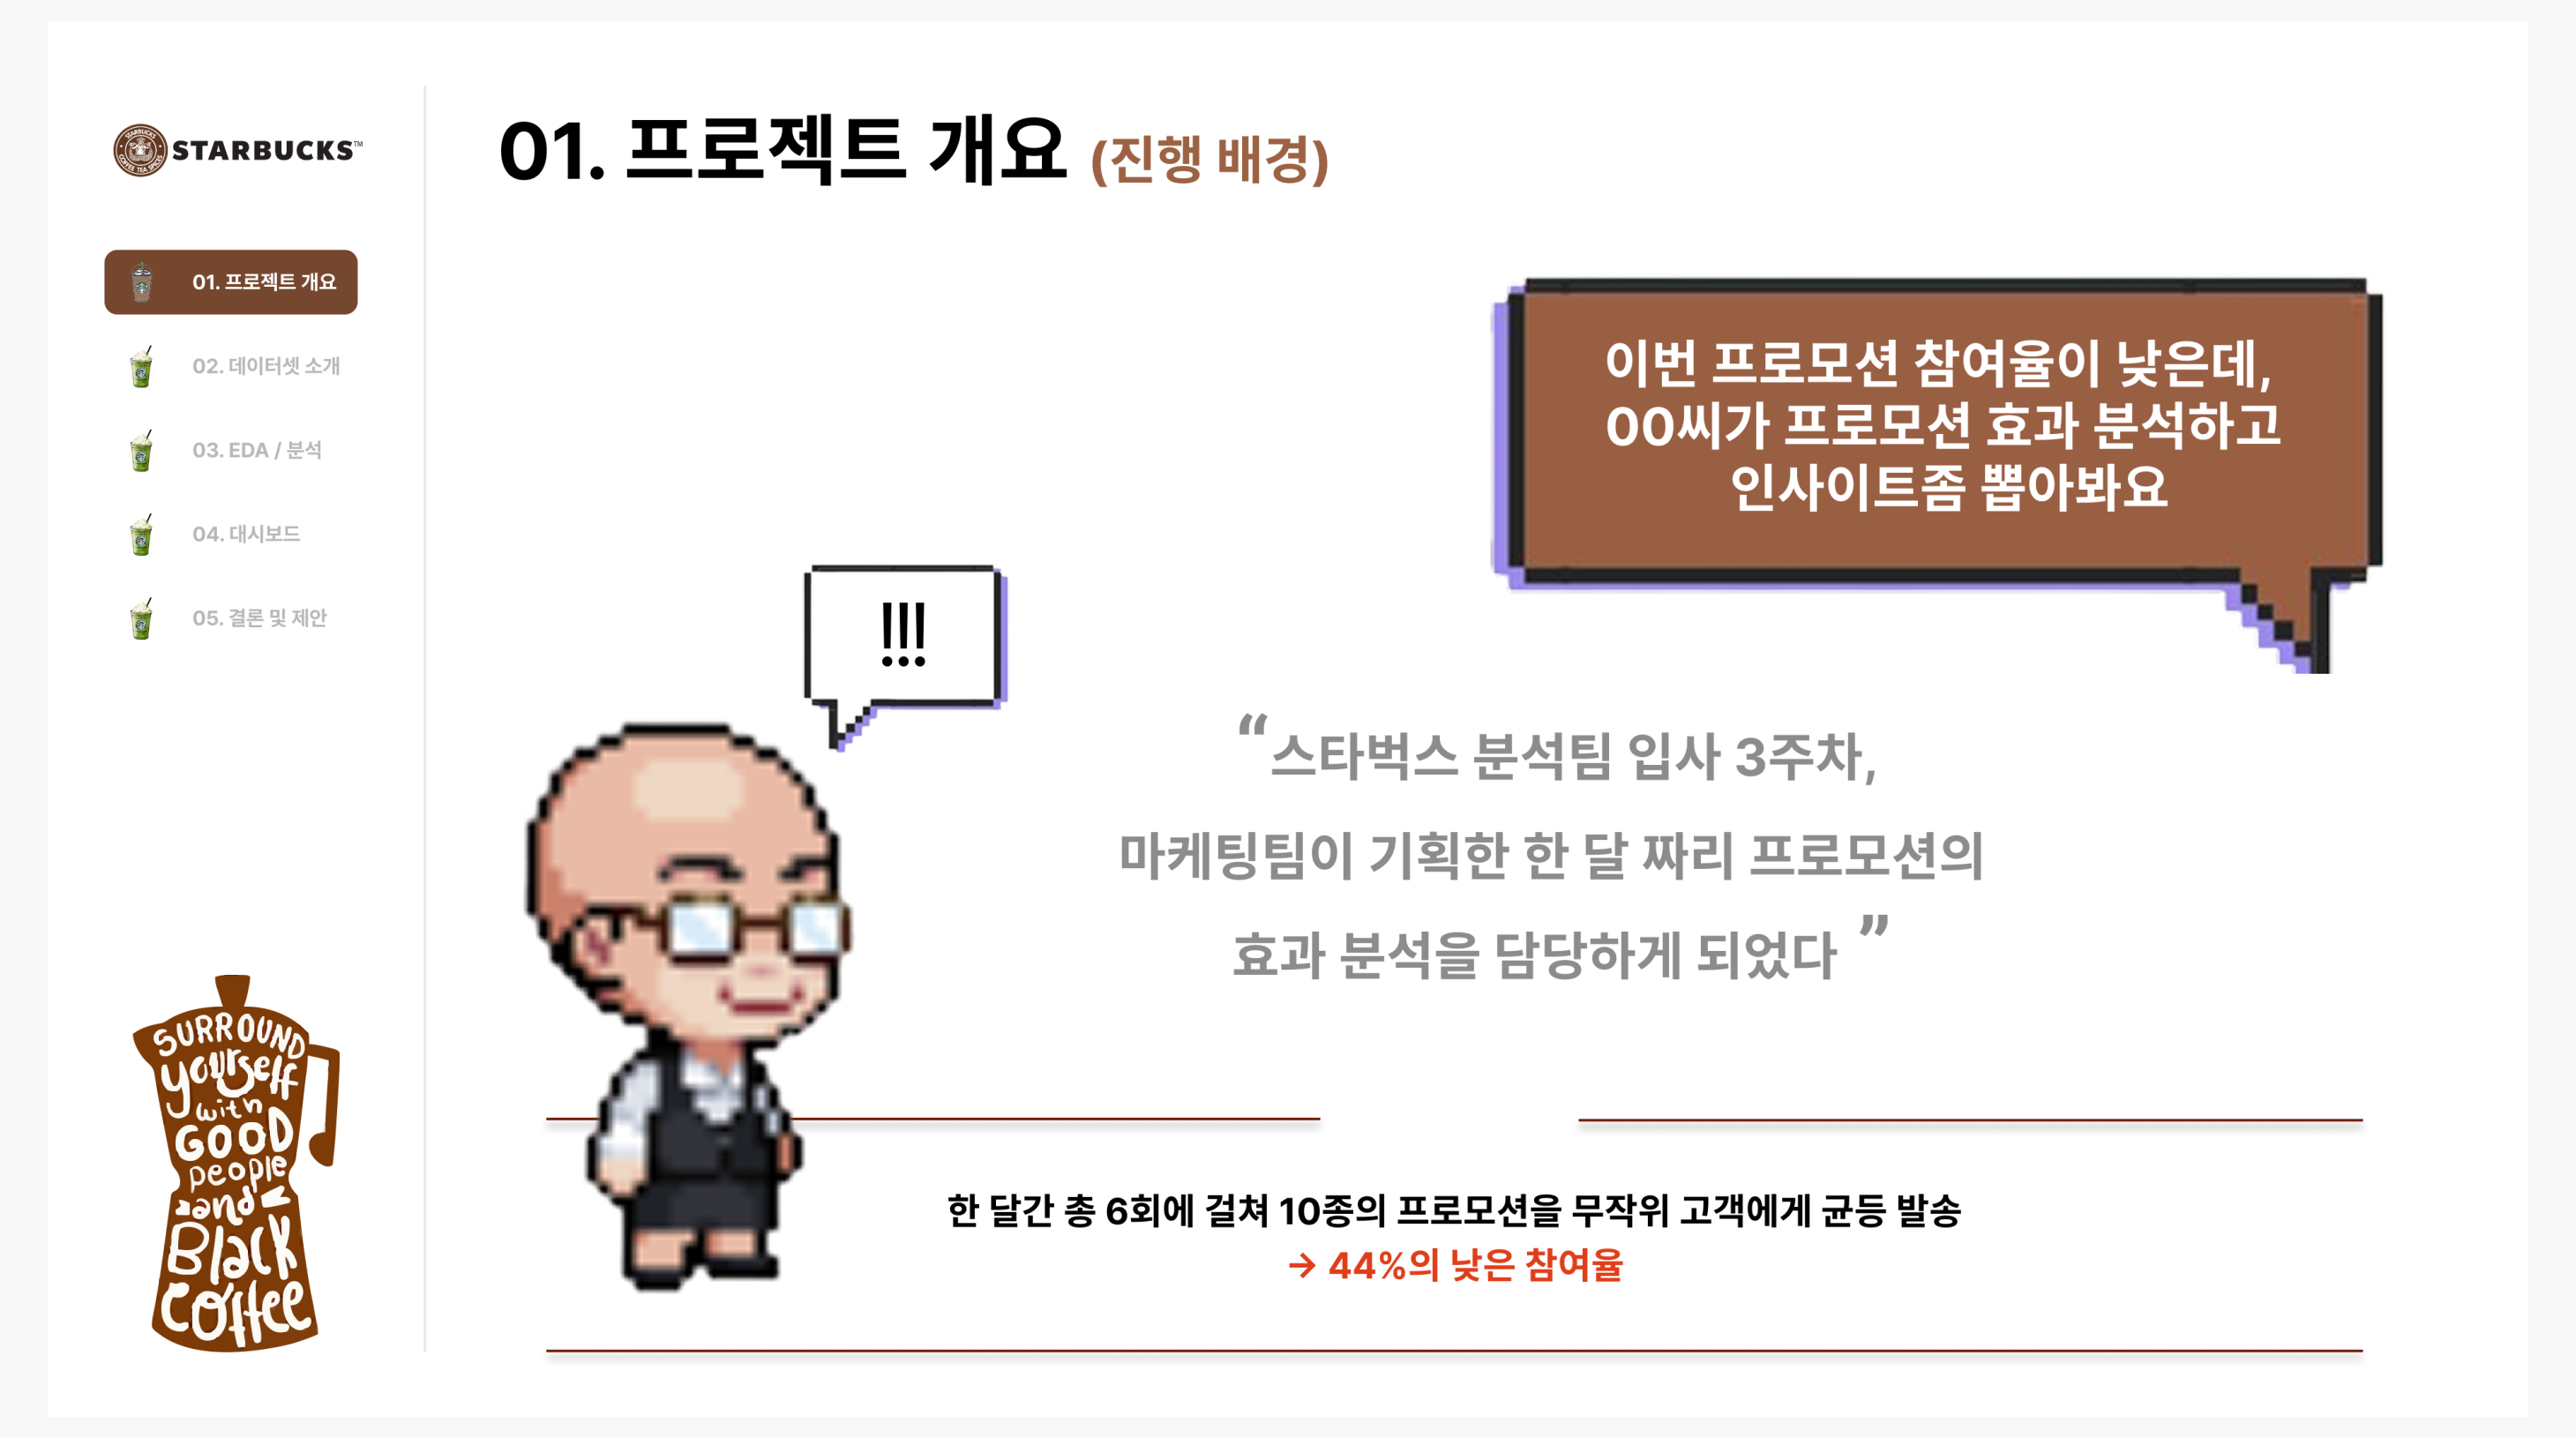 STARBUCKS COFFEE TEA SPICES
STARBUCKS™
01. 프로젝트 개요
02. 데이터셋 소개
03. EDA / 분석
04. 대시보드
05. 결론 및 제안
SURROUND
yourself
with
GOOD
people
and
Black
Coffee
01. 프로젝트 개요 (진행 배경)
이번 프로모션 참여율이 낮은데,
00씨가 프로모션 효과 분석하고
인사이트좀 뽑아봐요
!!!
“스타벅스 분석팀 입사 3주차,
마케팅팀이 기획한 한 달 짜리 프로모션의
효과 분석을 담당하게 되었다 ”
한 달간 총 6회에 걸쳐 10종의 프로모션을 무작위 고객에게 균등 발송
→ 44%의 낮은 참여율